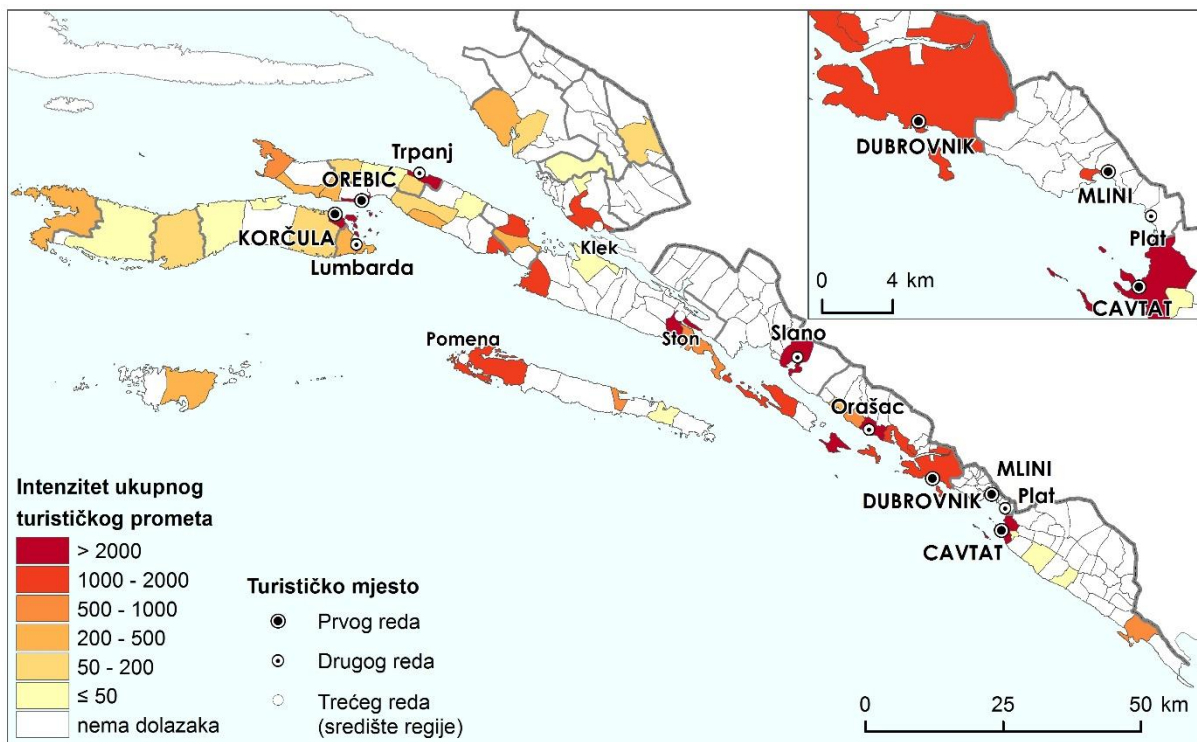 Trpanj
OREBIĆ
KORČULA
Lumbarda
Klek
Pomena
Ston
Slano
Orašac
DUBROVNIK
MLINI
Plat
CAVTAT
DUBROVNIK
MLINI
Plat
CAVTAT
0 4 km
Intenzitet ukupnog
turističkog prometa
> 2000
1000 - 2000
500 - 1000
200 - 500
50 - 200
≤ 50
nema dolazaka
Turističko mjesto
Prvog reda
Drugog reda
Trećeg reda
(središte regije)
0 25 50 km